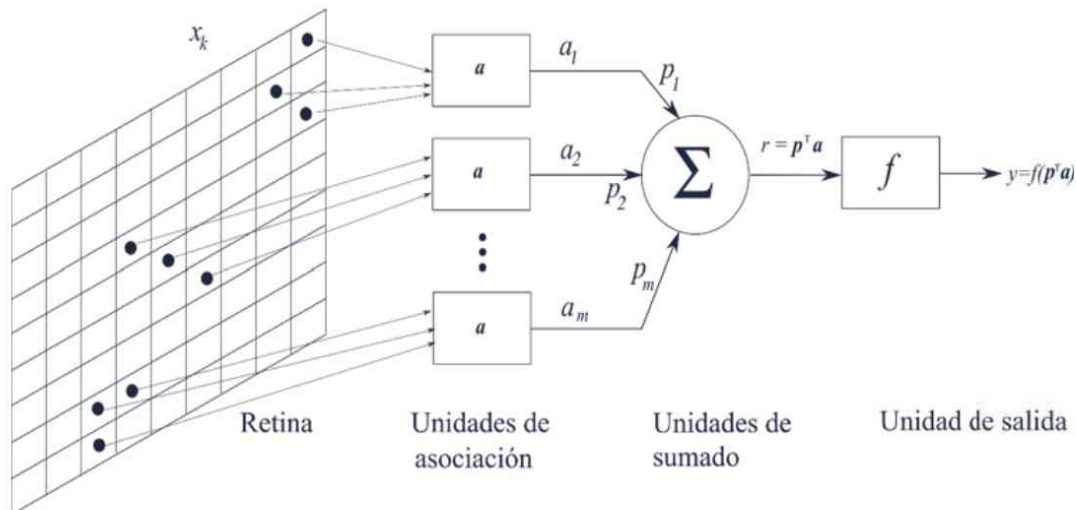 x_k
a
a_1
p_1
a
a_2
p_2
Σ
r = p^T a
f
y=f(p^T a)
a
a_m
p_m
Retina
Unidades de
asociación
Unidades de
sumado
Unidad de salida